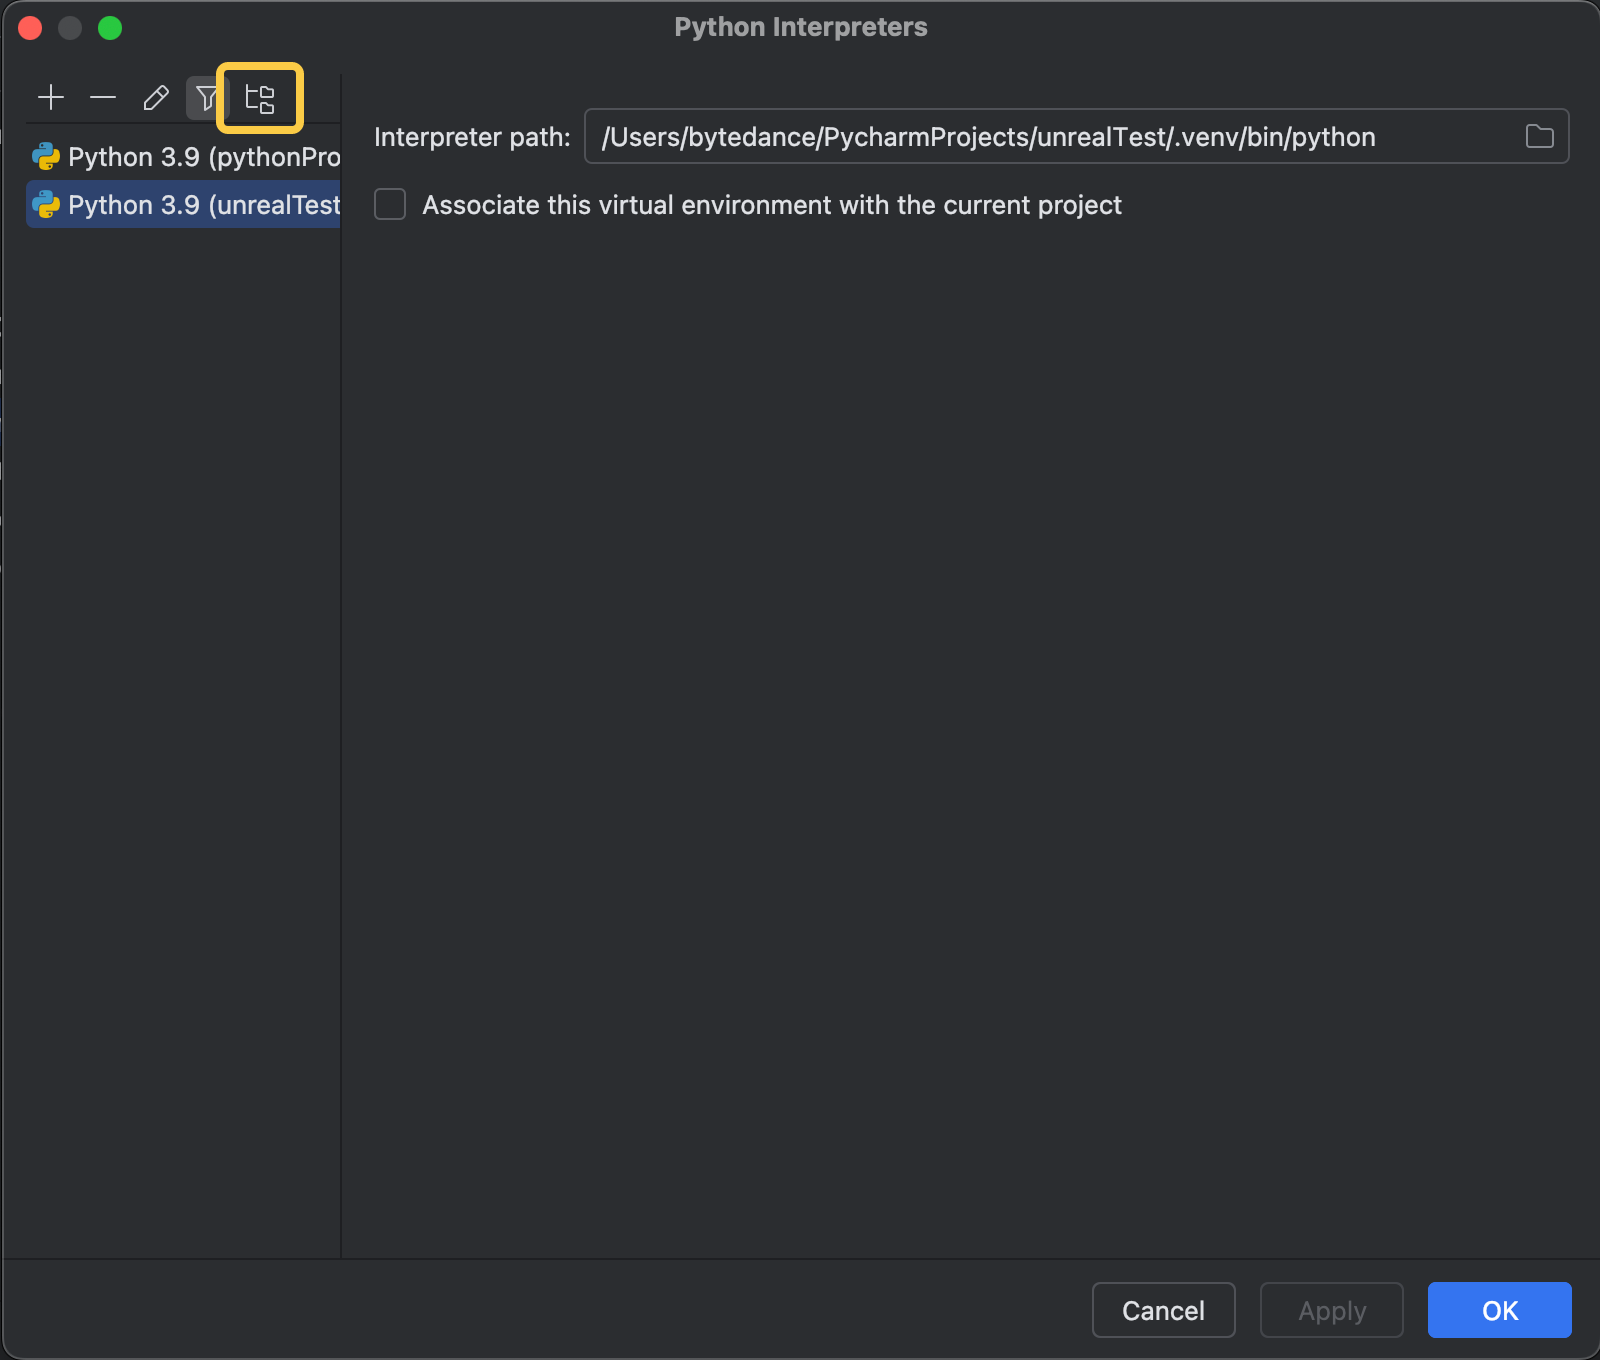 Python Interpreters
Python 3.9 (pythonPro
Python 3.9 (unrealTest
Interpreter path: /Users/bytedance/PycharmProjects/unrealTest/.venv/bin/python
Associate this virtual environment with the current project
Cancel
Apply
OK